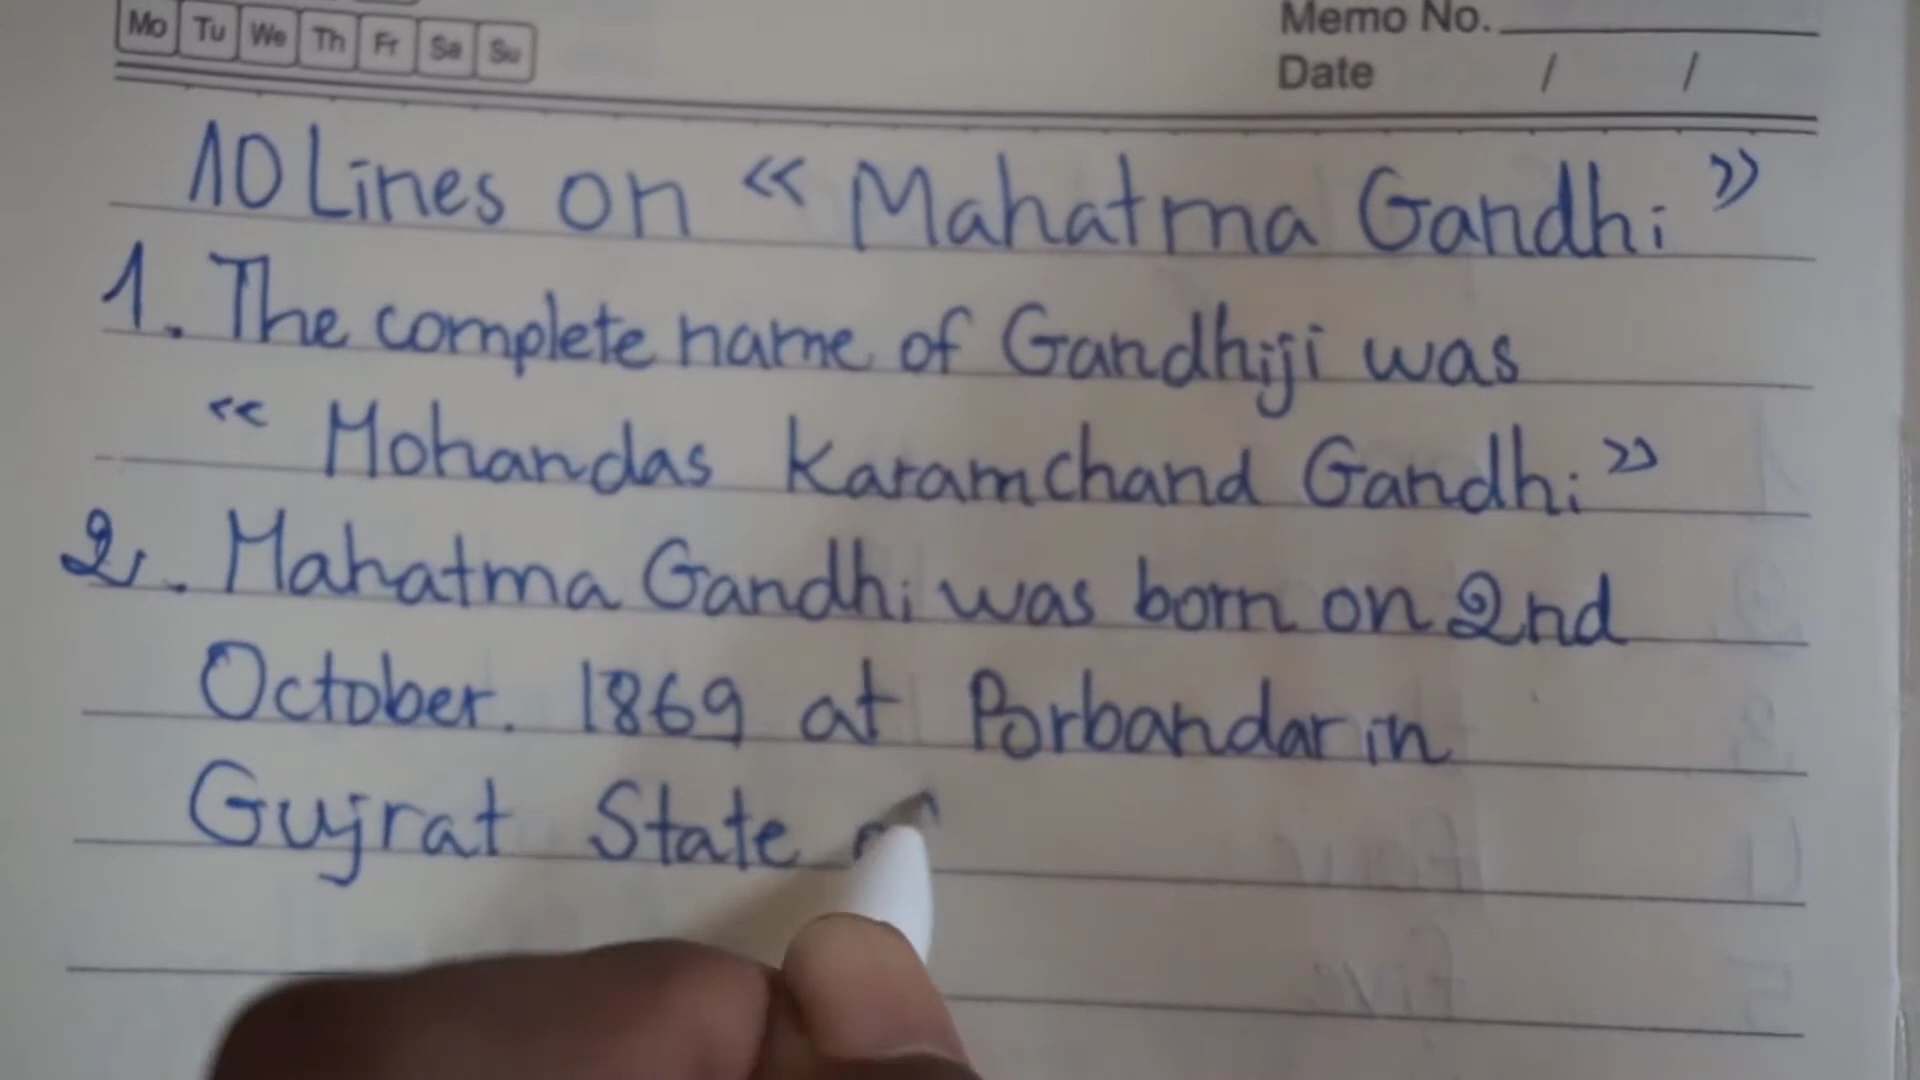 Mo Tu We Th Fr Sa Su
Memo No.
Date / /
10 Lines on « Mahatma Gandhi »
1. The complete name of Gandhiji was
« Mohandas Karamchand Gandhi »
2. Mahatma Gandhi was born on 2nd
October. 1869 at Porbandar in
Gujrat State